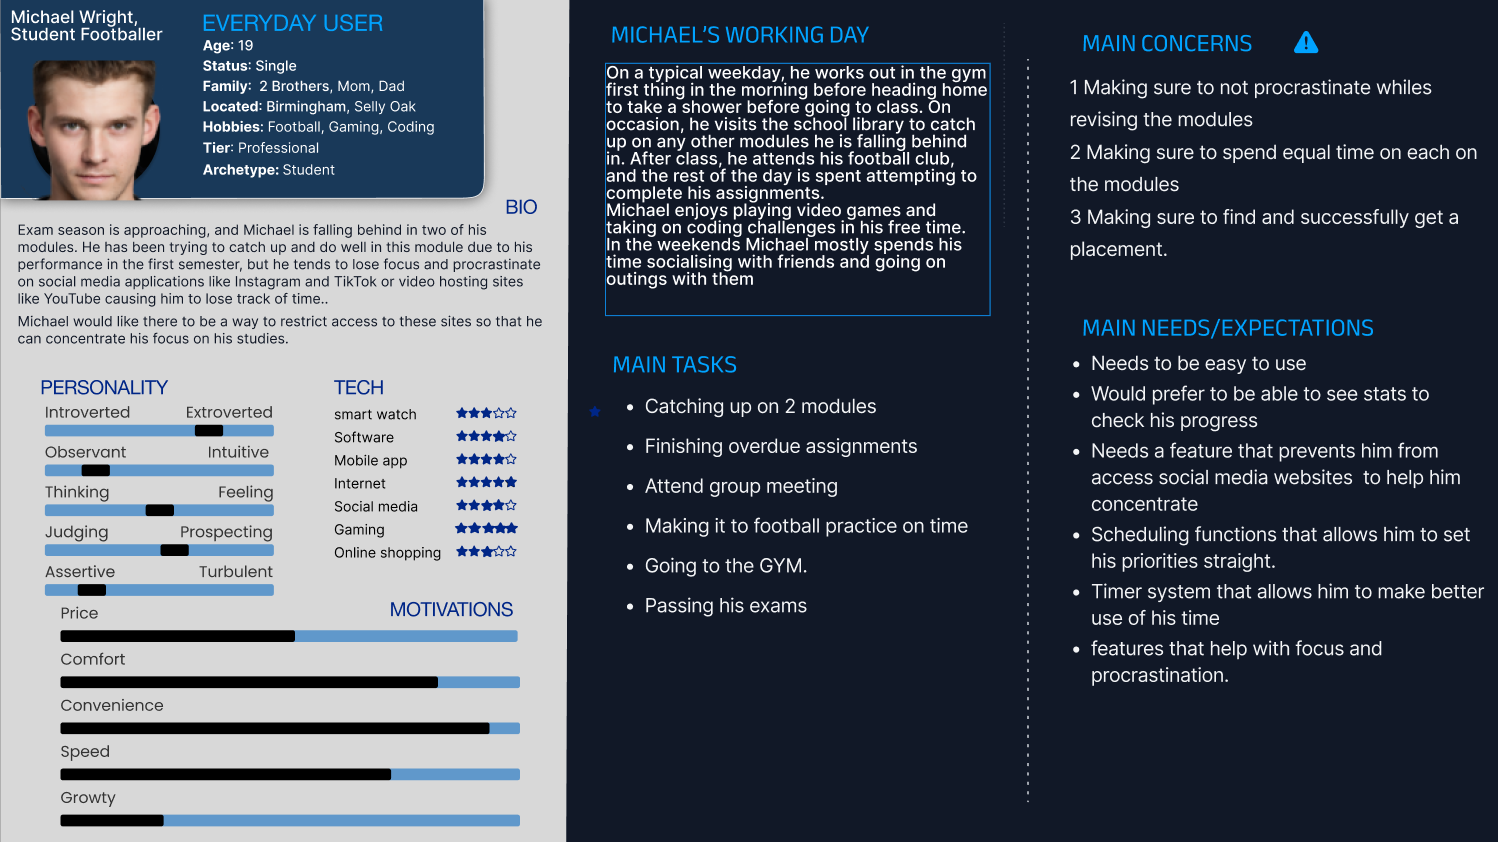 Michael Wright,
Student Footballer
EVERYDAY USER
Age: 19
Status: Single
Family:  2 Brothers, Mom, Dad
Located: Birmingham, Selly Oak
Hobbies: Football, Gaming, Coding
Tier: Professional
Archetype: Student
BIO
Exam season is approaching, and Michael is falling behind in two of his
modules. He has been trying to catch up and do well in this module due to his
performance in the first semester, but he tends to lose focus and procrastinate
on social media applications like Instagram and TikTok or video hosting sites
like YouTube causing him to lose track of time..
Michael would like there to be a way to restrict access to these sites so that he
can concentrate his focus on his studies.
PERSONALITY
Introverted Extroverted
Observant Intuitive
Thinking Feeling
Judging Prospecting
Assertive Turbulent
TECH
smart watch
Software
Mobile app
Internet
Social media
Gaming
Online shopping
MOTIVATIONS
Price
Comfort
Convenience
Speed
Growty
MICHAEL'S WORKING DAY
On a typical weekday, he works out in the gym
first thing in the morning before heading home
to take a shower before going to class. On
occasion, he visits the school library to catch
up on any other modules he is falling behind
in. After class, he attends his football club,
and the rest of the day is spent attempting to
complete his assignments.
Michael enjoys playing video games and
taking on coding challenges in his free time.
In the weekends Michael mostly spends his
time socialising with friends and going on
outings with them
MAIN TASKS
• Catching up on 2 modules
• Finishing overdue assignments
• Attend group meeting
• Making it to football practice on time
• Going to the GYM.
• Passing his exams
MAIN CONCERNS
1 Making sure to not procrastinate whiles
revising the modules
2 Making sure to spend equal time on each on
the modules
3 Making sure to find and successfully get a
placement.
MAIN NEEDS/EXPECTATIONS
• Needs to be easy to use
• Would prefer to be able to see stats to
check his progress
• Needs a feature that prevents him from
access social media websites  to help him
concentrate
• Scheduling functions that allows him to set
his priorities straight.
• Timer system that allows him to make better
use of his time
• features that help with focus and
procrastination.